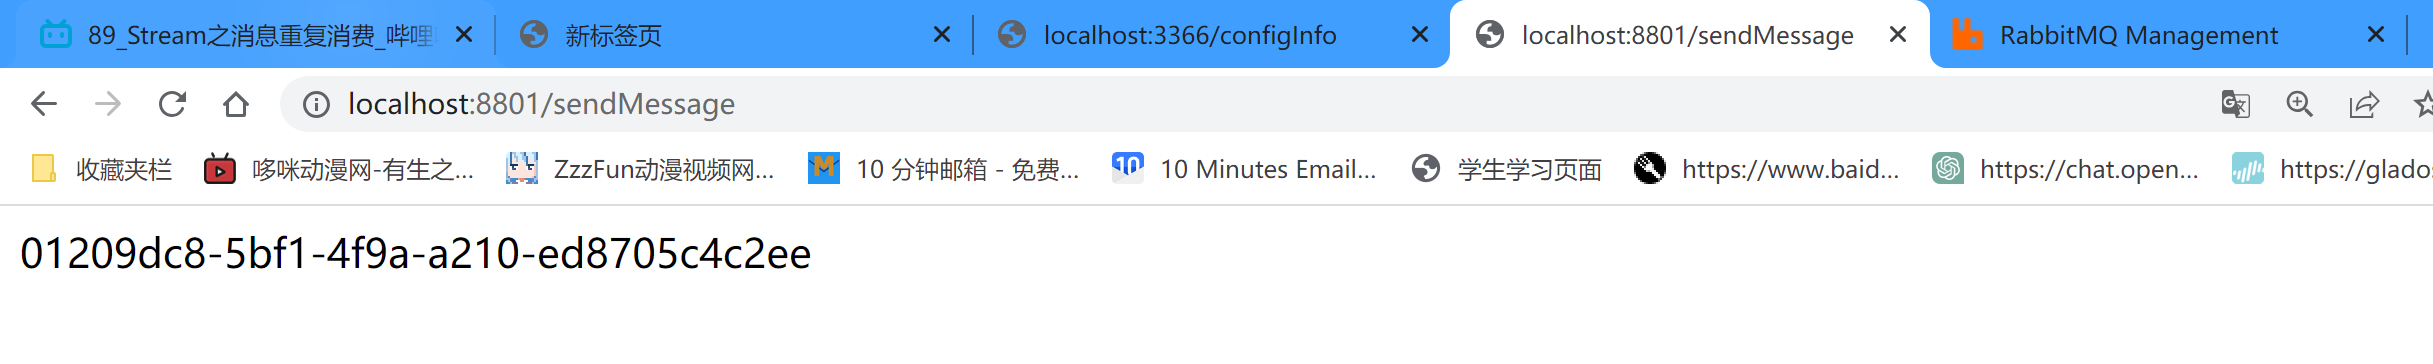 89_Stream之消息重复消费_哔哩 新标签页 localhost:3366/configInfo localhost:8801/sendMessage RabbitMQ Management
localhost:8801/sendMessage
收藏夹栏 哆咪动漫网-有生之... ZzzFun动漫视频网... 10 分钟邮箱 - 免费... 10 Minutes Email... 学生学习页面 https://www.baid... https://chat.open... https://glado
01209dc8-5bf1-4f9a-a210-ed8705c4c2ee